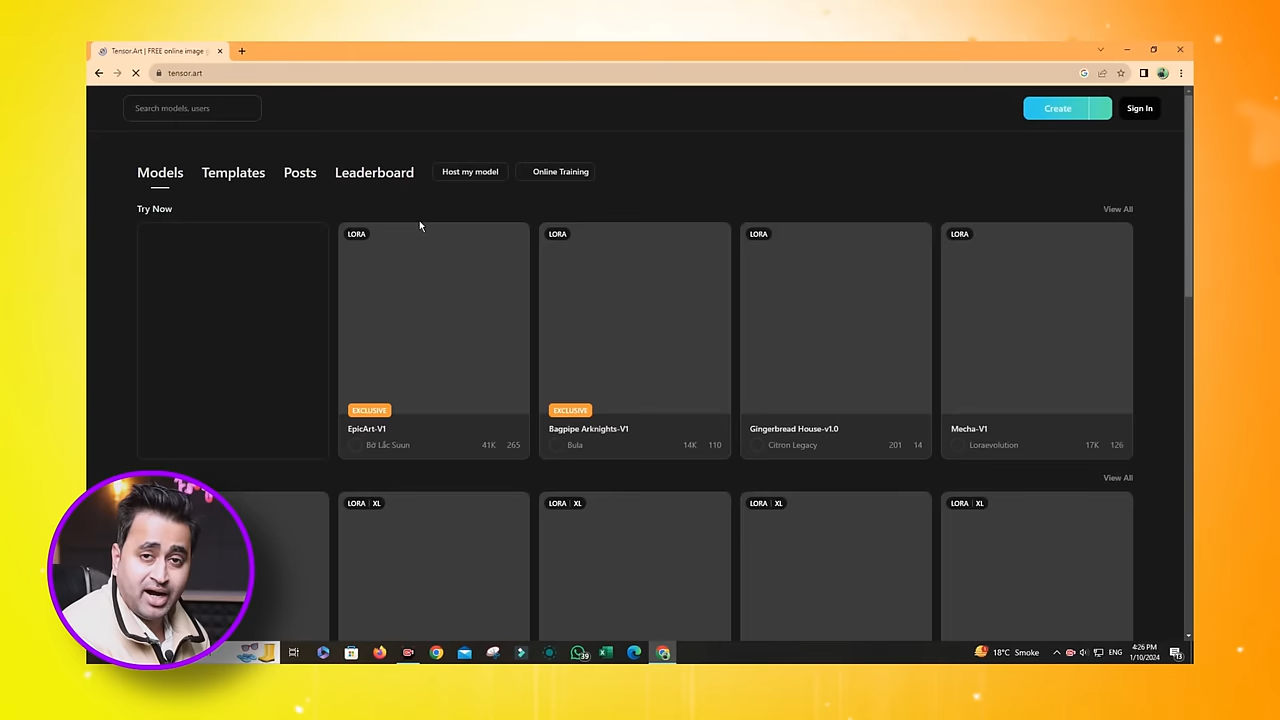 Tensor.Art | FREE online image
tensor.art
Search models, users
Create
Sign In
Models
Templates
Posts
Leaderboard
Host my model
Online Training
Try Now
View All
LORA
LORA
LORA
LORA
EXCLUSIVE
EXCLUSIVE
EpicArt-V1
Bagpipe Arknights-V1
Gingerbread House-v1.0
Mecha-V1
Bờ Lắc Suun
41K 265
Bula
14K 110
Citron Legacy
201 14
Loraevolution
17K 126
View All
LORA XL
LORA XL
LORA XL
LORA XL
39
18°C Smoke
ENG
4:26 PM
1/10/2024